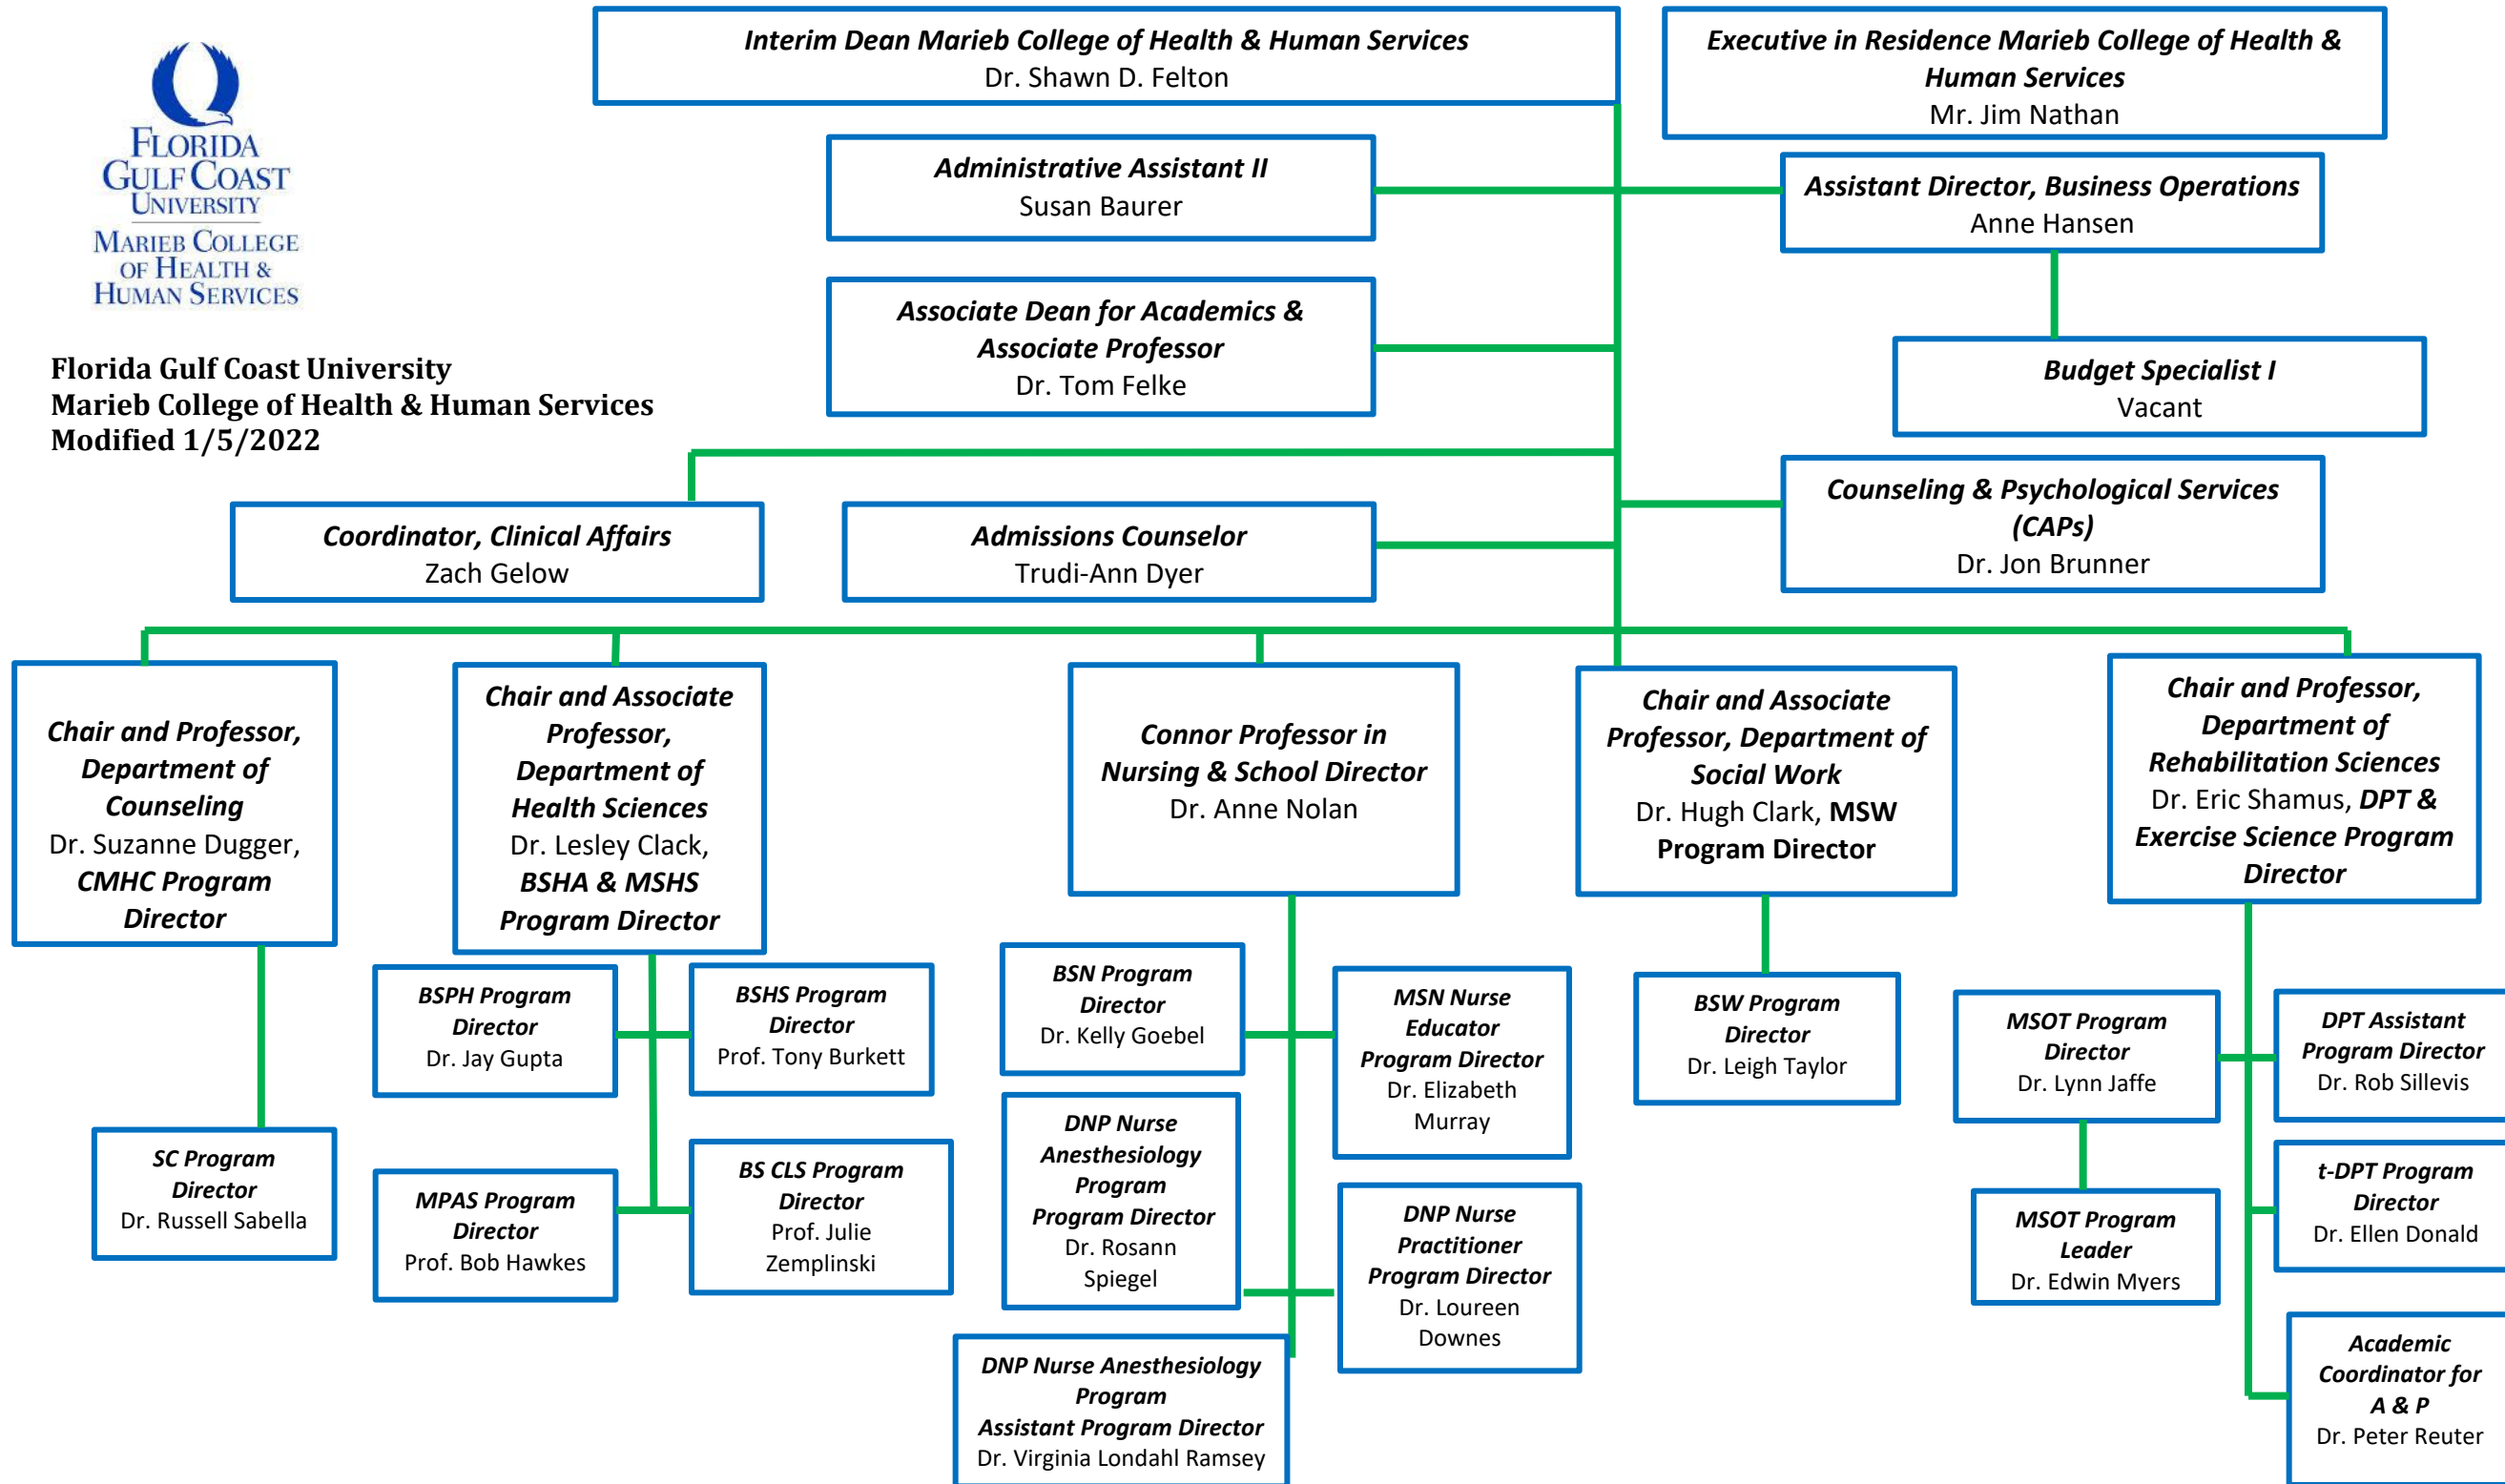 Interim Dean Marieb College of Health & Human Services
Dr. Shawn D. Felton
Executive in Residence Marieb College of Health &
Human Services
Mr. Jim Nathan
FLORIDA
GULF COAST
UNIVERSITY
MARIEB COLLEGE
OF HEALTH &
HUMAN SERVICES
Administrative Assistant II
Susan Baurer
Assistant Director, Business Operations
Anne Hansen
Associate Dean for Academics &
Associate Professor
Dr. Tom Felke
Florida Gulf Coast University
Marieb College of Health & Human Services
Modified 1/5/2022
Budget Specialist I
Vacant
Coordinator, Clinical Affairs
Zach Gelow
Admissions Counselor
Trudi-Ann Dyer
Counseling & Psychological Services
(CAPs)
Dr. Jon Brunner
Chair and Professor,
Department of
Counseling
Dr. Suzanne Dugger,
CMHC Program
Director
Chair and Associate
Professor,
Department of
Health Sciences
Dr. Lesley Clack,
BSHA & MSHS
Program Director
Connor Professor in
Nursing & School Director
Dr. Anne Nolan
Chair and Associate
Professor, Department of
Social Work
Dr. Hugh Clark, MSW
Program Director
Chair and Professor,
Department of
Rehabilitation Sciences
Dr. Eric Shamus, DPT &
Exercise Science Program
Director
SC Program
Director
Dr. Russell Sabella
BSPH Program
Director
Dr. Jay Gupta
BSHS Program
Director
Prof. Tony Burkett
MPAS Program
Director
Prof. Bob Hawkes
BS CLS Program
Director
Prof. Julie
Zemplinski
BSN Program
Director
Dr. Kelly Goebel
MSN Nurse
Educator
Program Director
Dr. Elizabeth
Murray
DNP Nurse
Anesthesiology
Program
Program Director
Dr. Rosann
Spiegel
DNP Nurse
Practitioner
Program Director
Dr. Loureen
Downes
DNP Nurse Anesthesiology
Program
Assistant Program Director
Dr. Virginia Londahl Ramsey
BSW Program
Director
Dr. Leigh Taylor
MSOT Program
Director
Dr. Lynn Jaffe
DPT Assistant
Program Director
Dr. Rob Sillevis
MSOT Program
Leader
Dr. Edwin Myers
t-DPT Program
Director
Dr. Ellen Donald
Academic
Coordinator for
A & P
Dr. Peter Reuter